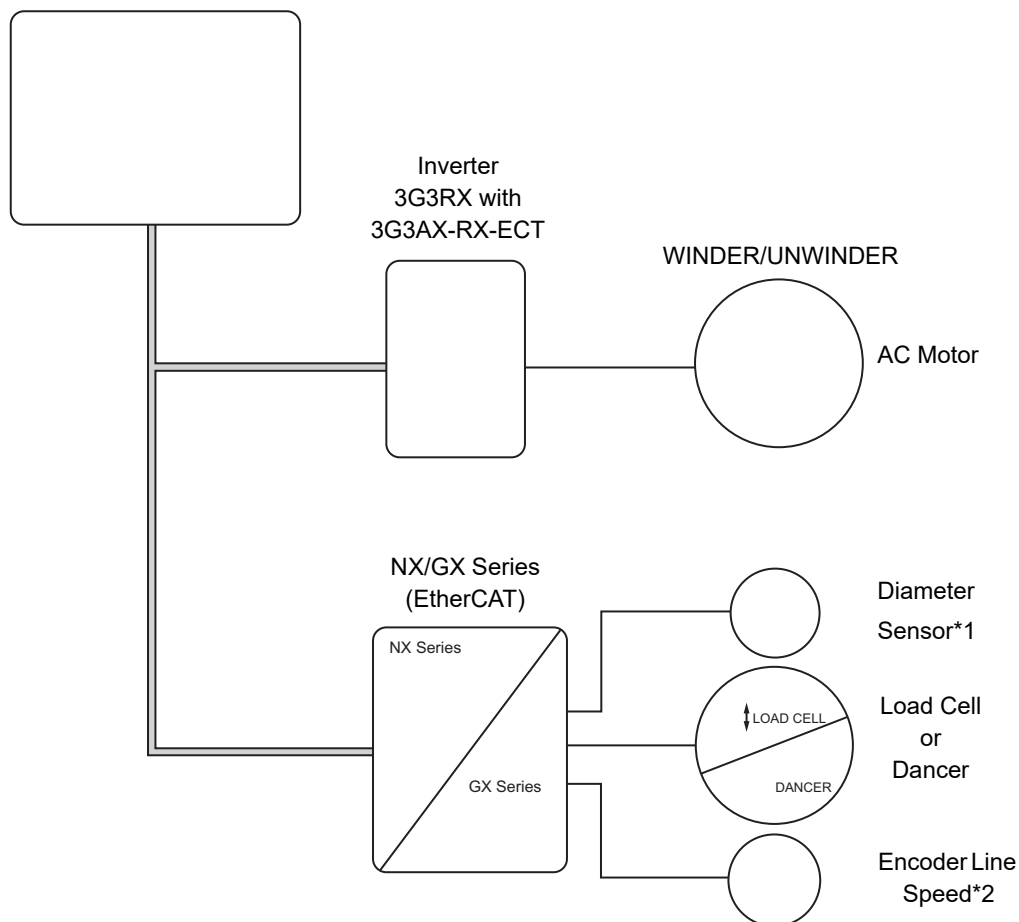 Inverter
3G3RX with
3G3AX-RX-ECT
WINDER/UNWINDER
AC Motor
NX/GX Series
(EtherCAT)
NX Series
GX Series
Diameter
Sensor*1
LOAD CELL
DANCER
Load Cell
or
Dancer
Encoder Line
Speed*2